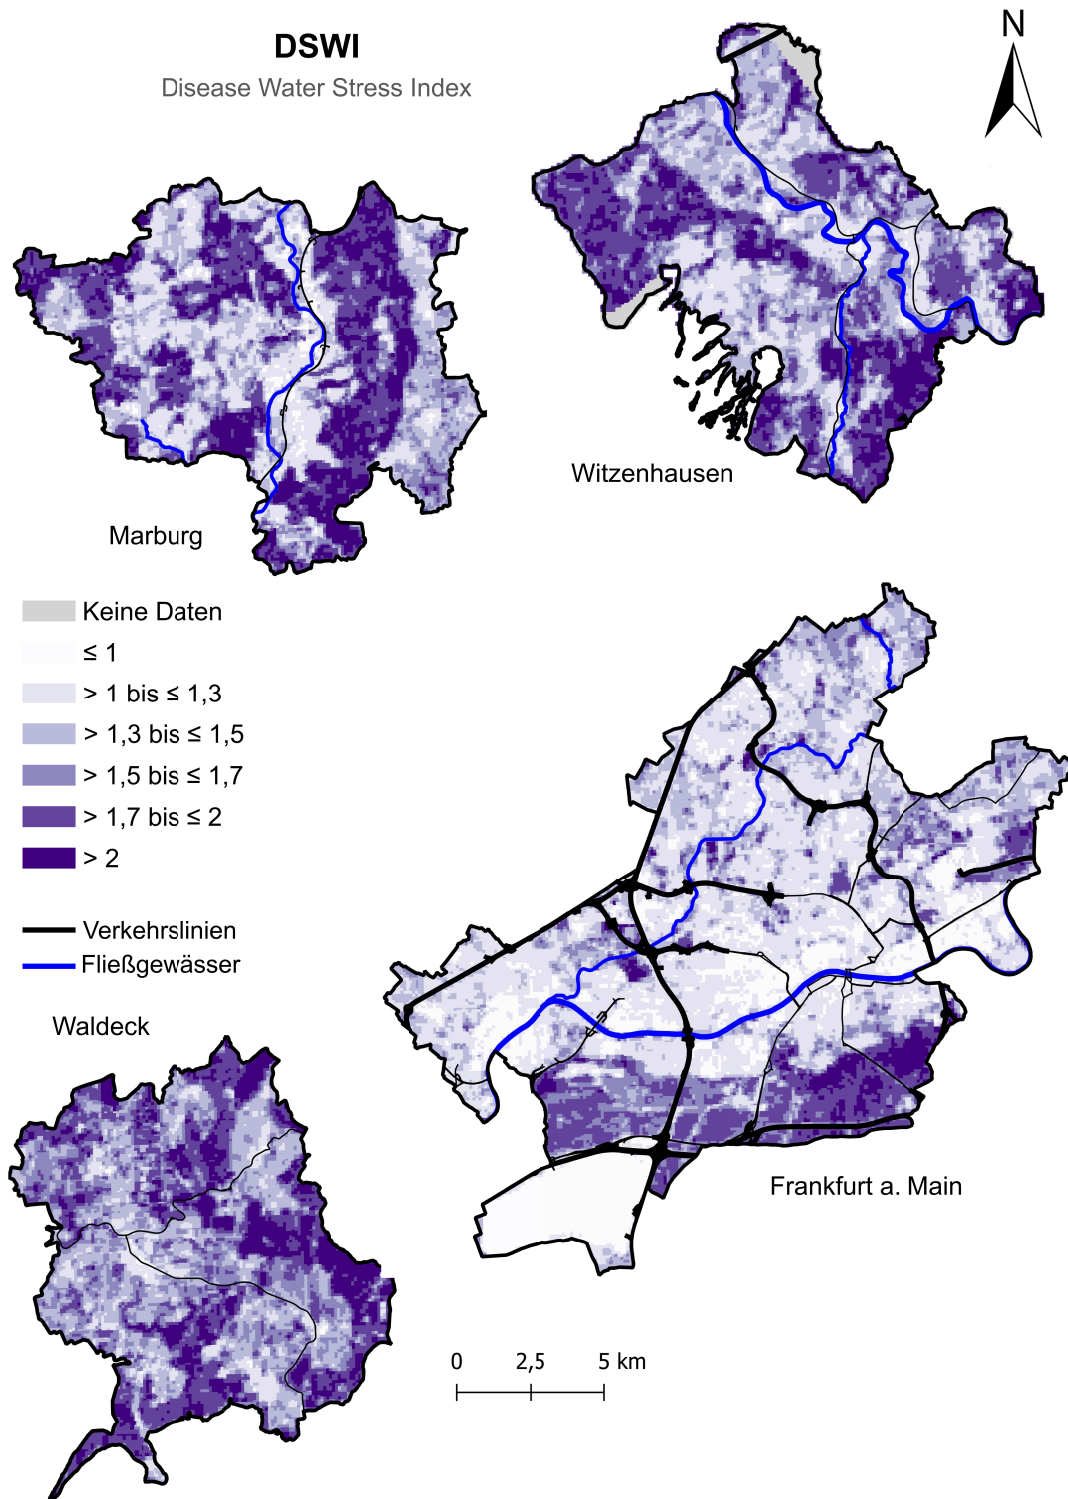 DSWI
Disease Water Stress Index
N
Witzenhausen
Marburg
Keine Daten
≤ 1
> 1 bis ≤ 1,3
> 1,3 bis ≤ 1,5
> 1,5 bis ≤ 1,7
> 1,7 bis ≤ 2
> 2
Verkehrslinien
Fließgewässer
Waldeck
Frankfurt a. Main
0 2,5 5 km